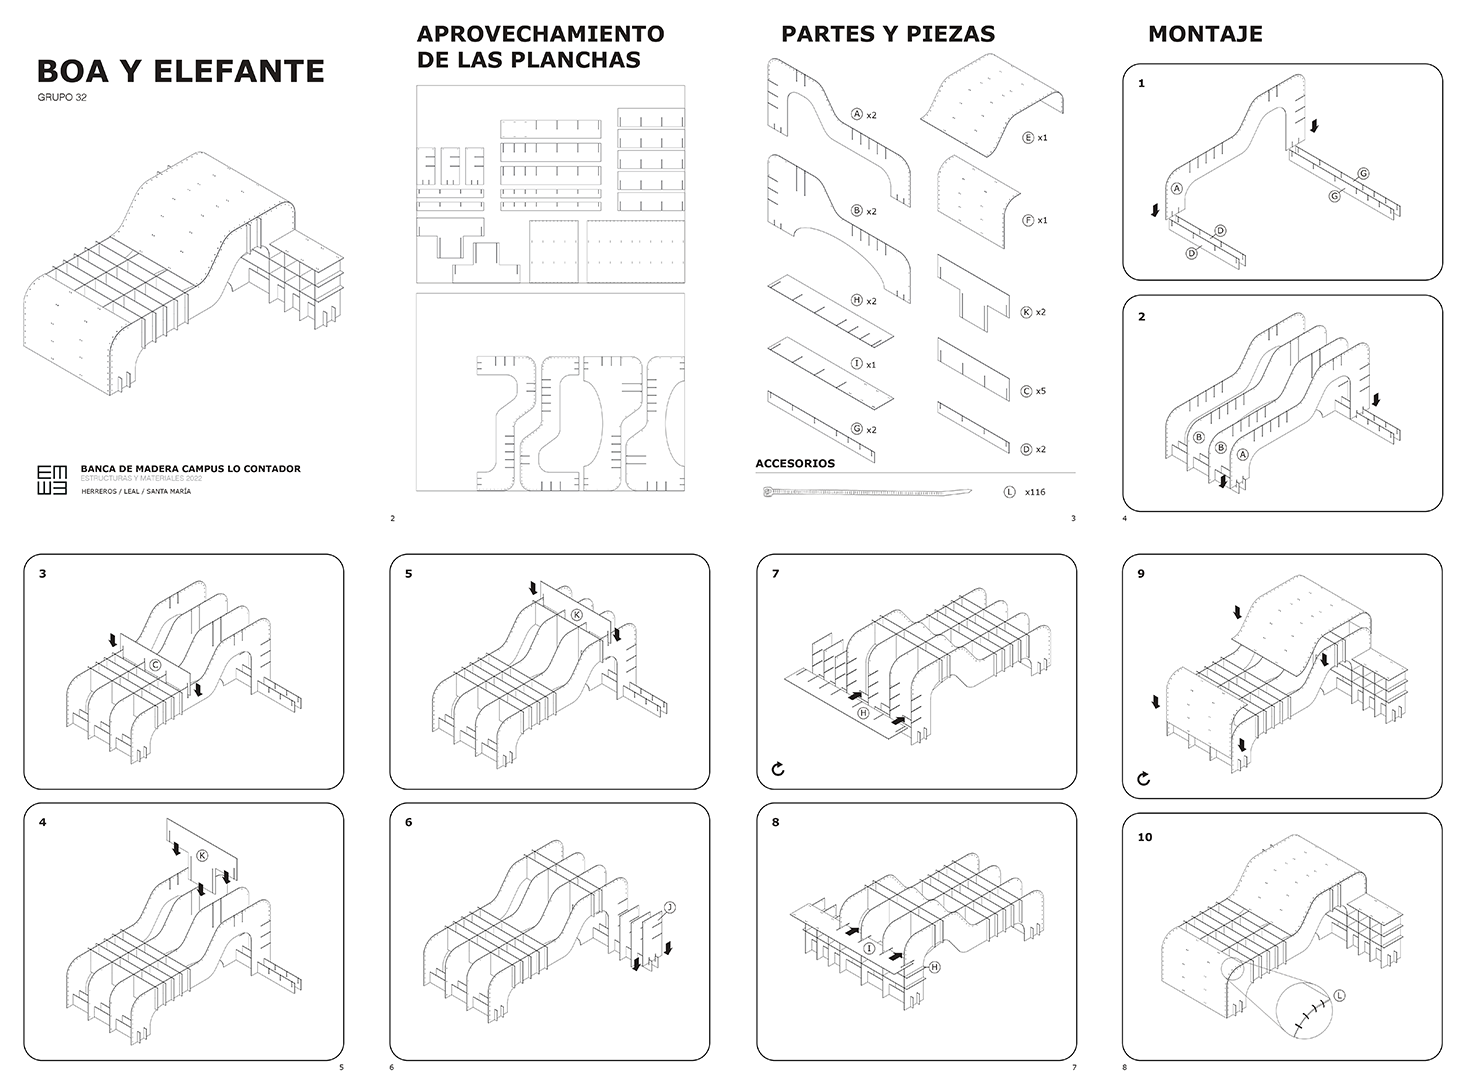 BOA Y ELEFANTE
GRUPO 32
EM
ME
BANCA DE MADERA CAMPUS LO CONTADOR
ESTRUCTURAS Y MATERIALES 2022
HERREROS / LEAL / SANTA MARÍA
APROVECHAMIENTO
DE LAS PLANCHAS
2
PARTES Y PIEZAS
A x2
E x1
B x2
F x1
H x2
K x2
I x1
C x5
G x2
D x2
ACCESORIOS
L x116
3
MONTAJE
1
A
G
G
D
D
2
B
B
A
4
3
C
4
K
5
5
K
6
J
6
7
H
8
I
H
7
9
10
L
8